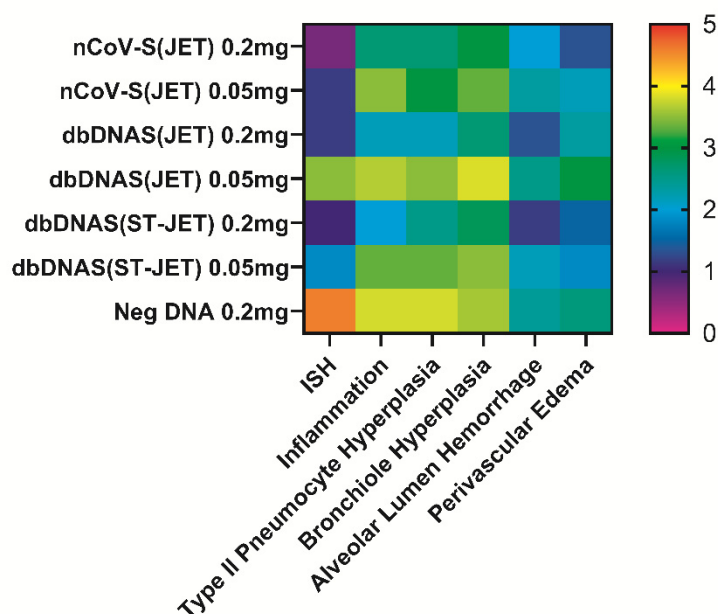 nCoV-S(JET) 0.2mg
nCoV-S(JET) 0.05mg
dbDNAS(JET) 0.2mg
dbDNAS(JET) 0.05mg
dbDNAS(ST-JET) 0.2mg
dbDNAS(ST-JET) 0.05mg
Neg DNA 0.2mg
ISH
Inflammation
Type II Pneumocyte Hyperplasia
Bronchiole Hyperplasia
Alveolar Lumen Hemorrhage
Perivascular Edema
5
4
3
2
1
0